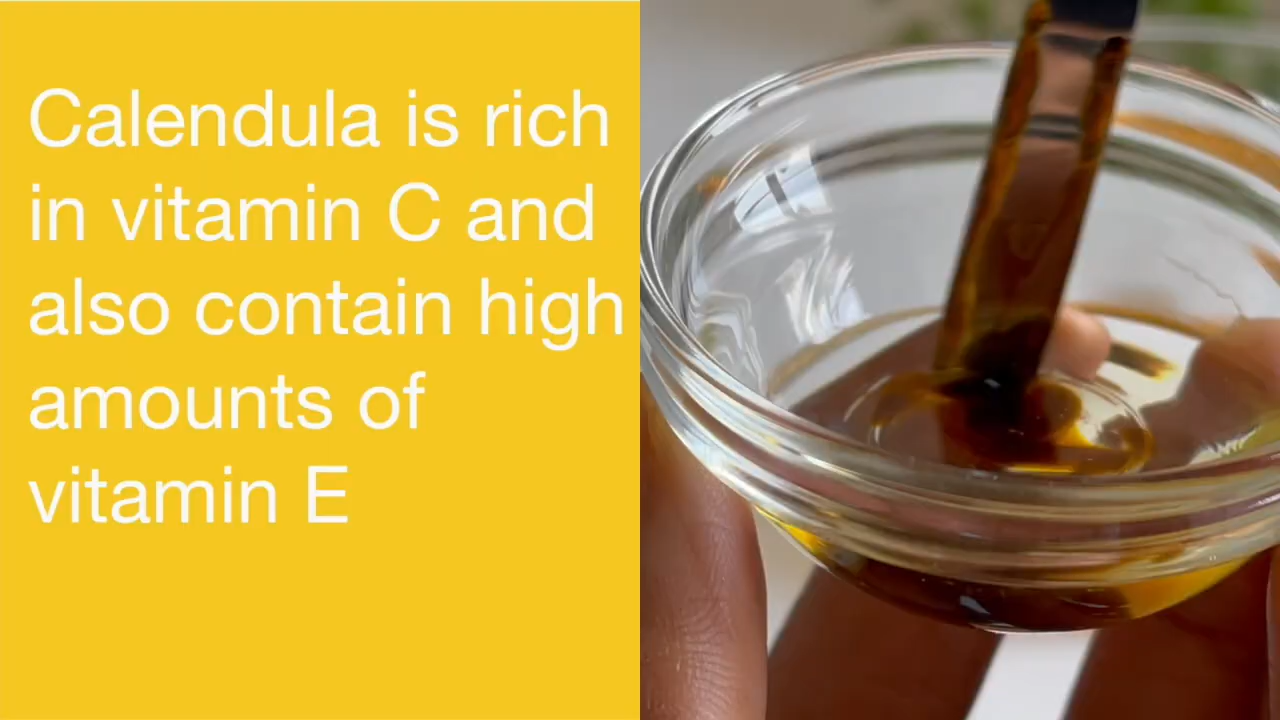 Calendula is rich
in vitamin C and
also contain high
amounts of
vitamin E